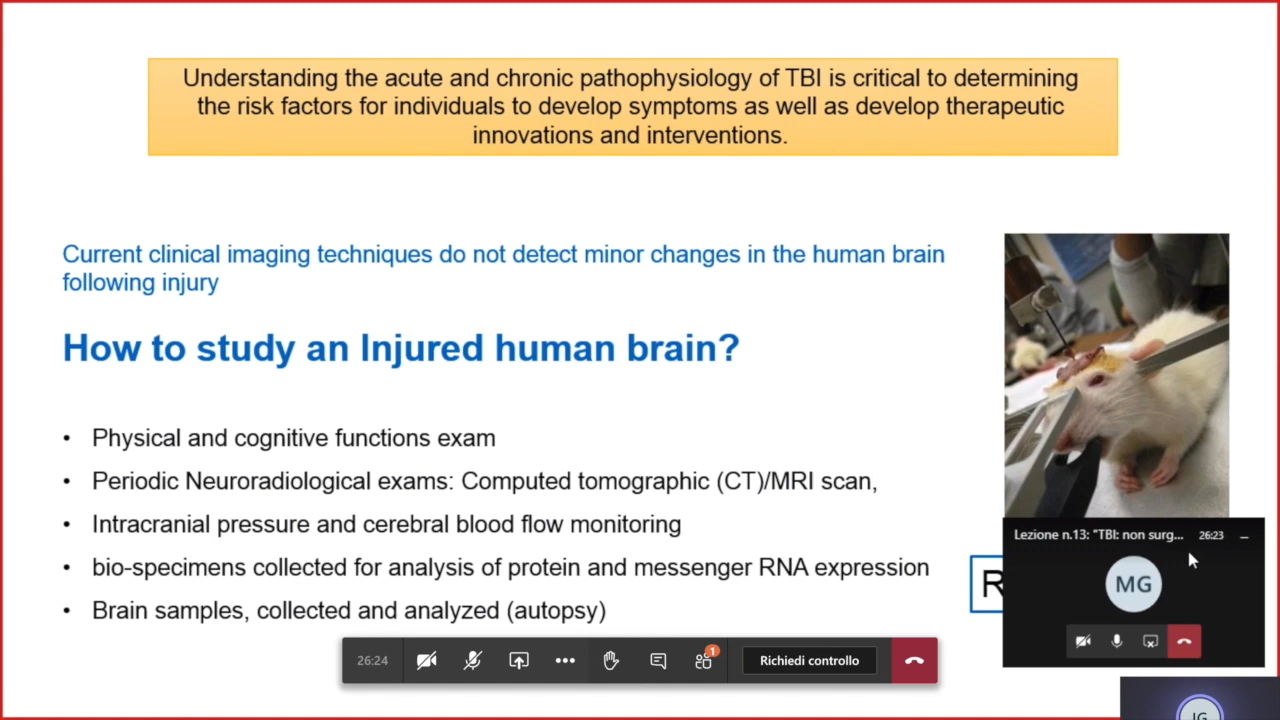 Understanding the acute and chronic pathophysiology of TBI is critical to determining
the risk factors for individuals to develop symptoms as well as develop therapeutic
innovations and interventions.
Current clinical imaging techniques do not detect minor changes in the human brain
following injury
How to study an Injured human brain?
• Physical and cognitive functions exam
• Periodic Neuroradiological exams: Computed tomographic (CT)/MRI scan,
• Intracranial pressure and cerebral blood flow monitoring
• bio-specimens collected for analysis of protein and messenger RNA expression
• Brain samples, collected and analyzed (autopsy)
R
Lezione n.13: "TBI: non surg... 26:23
MG
26:24
1
Richiedi controllo